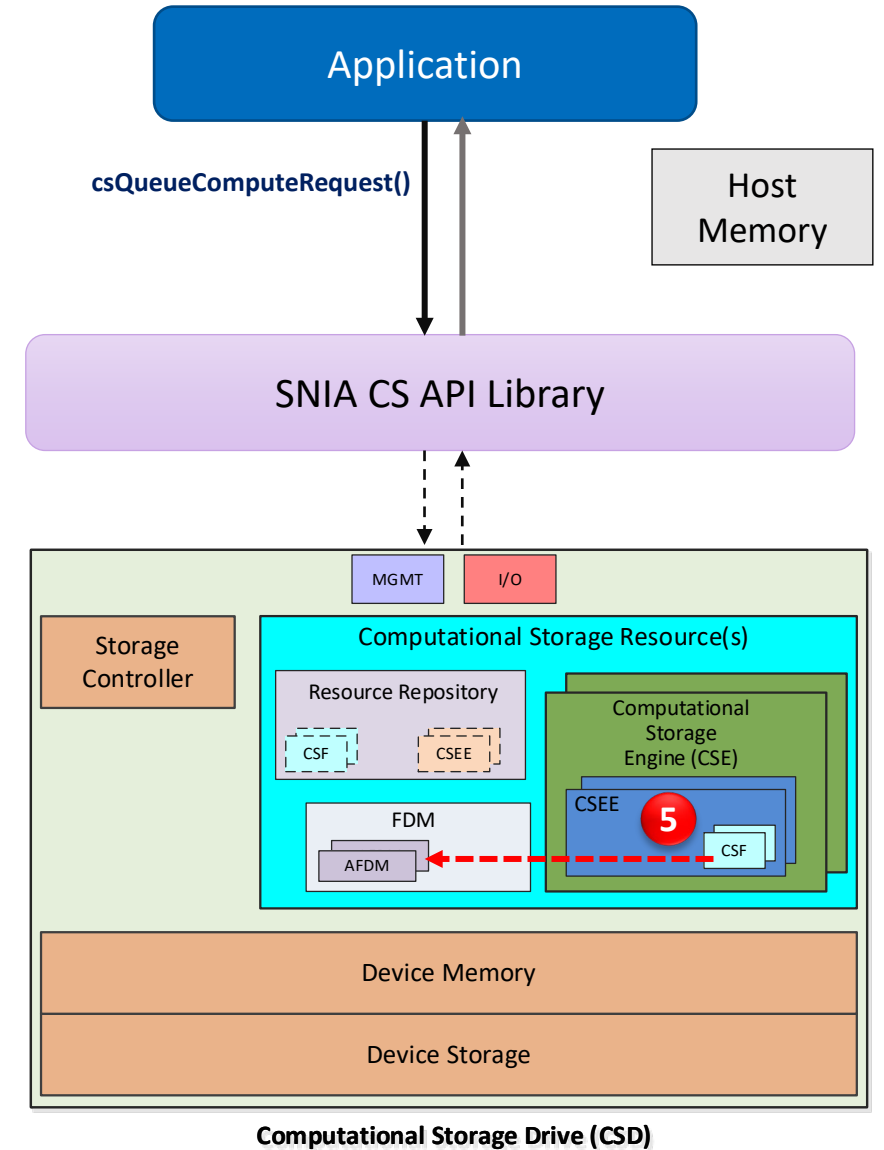 Application
csQueueComputeRequest()
Host
Memory
SNIA CS API Library
MGMT
I/O
Storage
Controller
Computational Storage Resource(s)
Resource Repository
CSF
CSEE
Computational
Storage
Engine (CSE)
FDM
AFDM
CSEE
5
CSF
Device Memory
Device Storage
Computational Storage Drive (CSD)